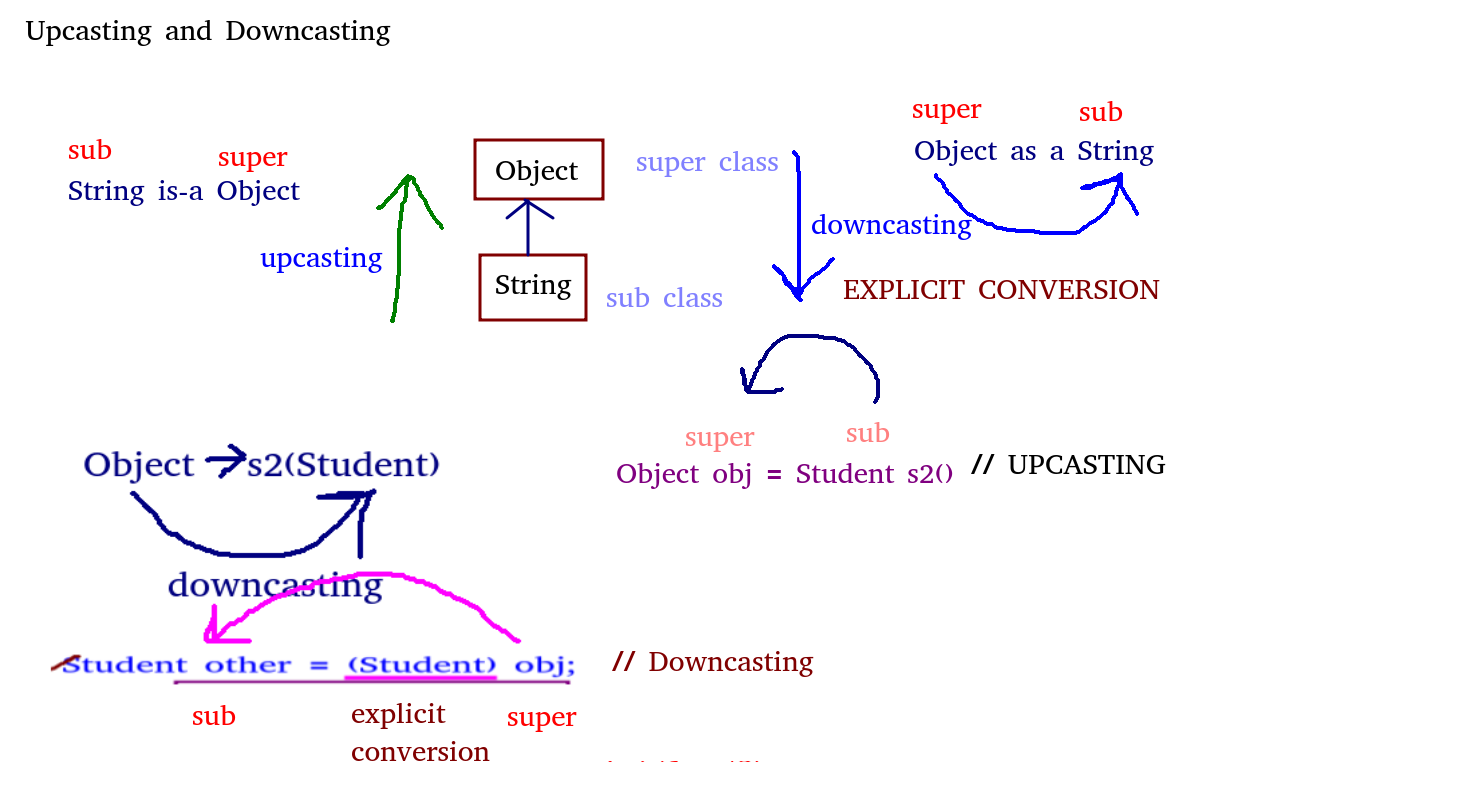 Upcasting and Downcasting
sub
super
String is-a Object
upcasting
Object
super class
String
sub class
super
sub
Object as a String
downcasting
EXPLICIT CONVERSION
super
sub
Object obj = Student s2() // UPCASTING
Object s2(Student)
downcasting
Student other = (Student) obj; // Downcasting
sub
explicit
conversion
super